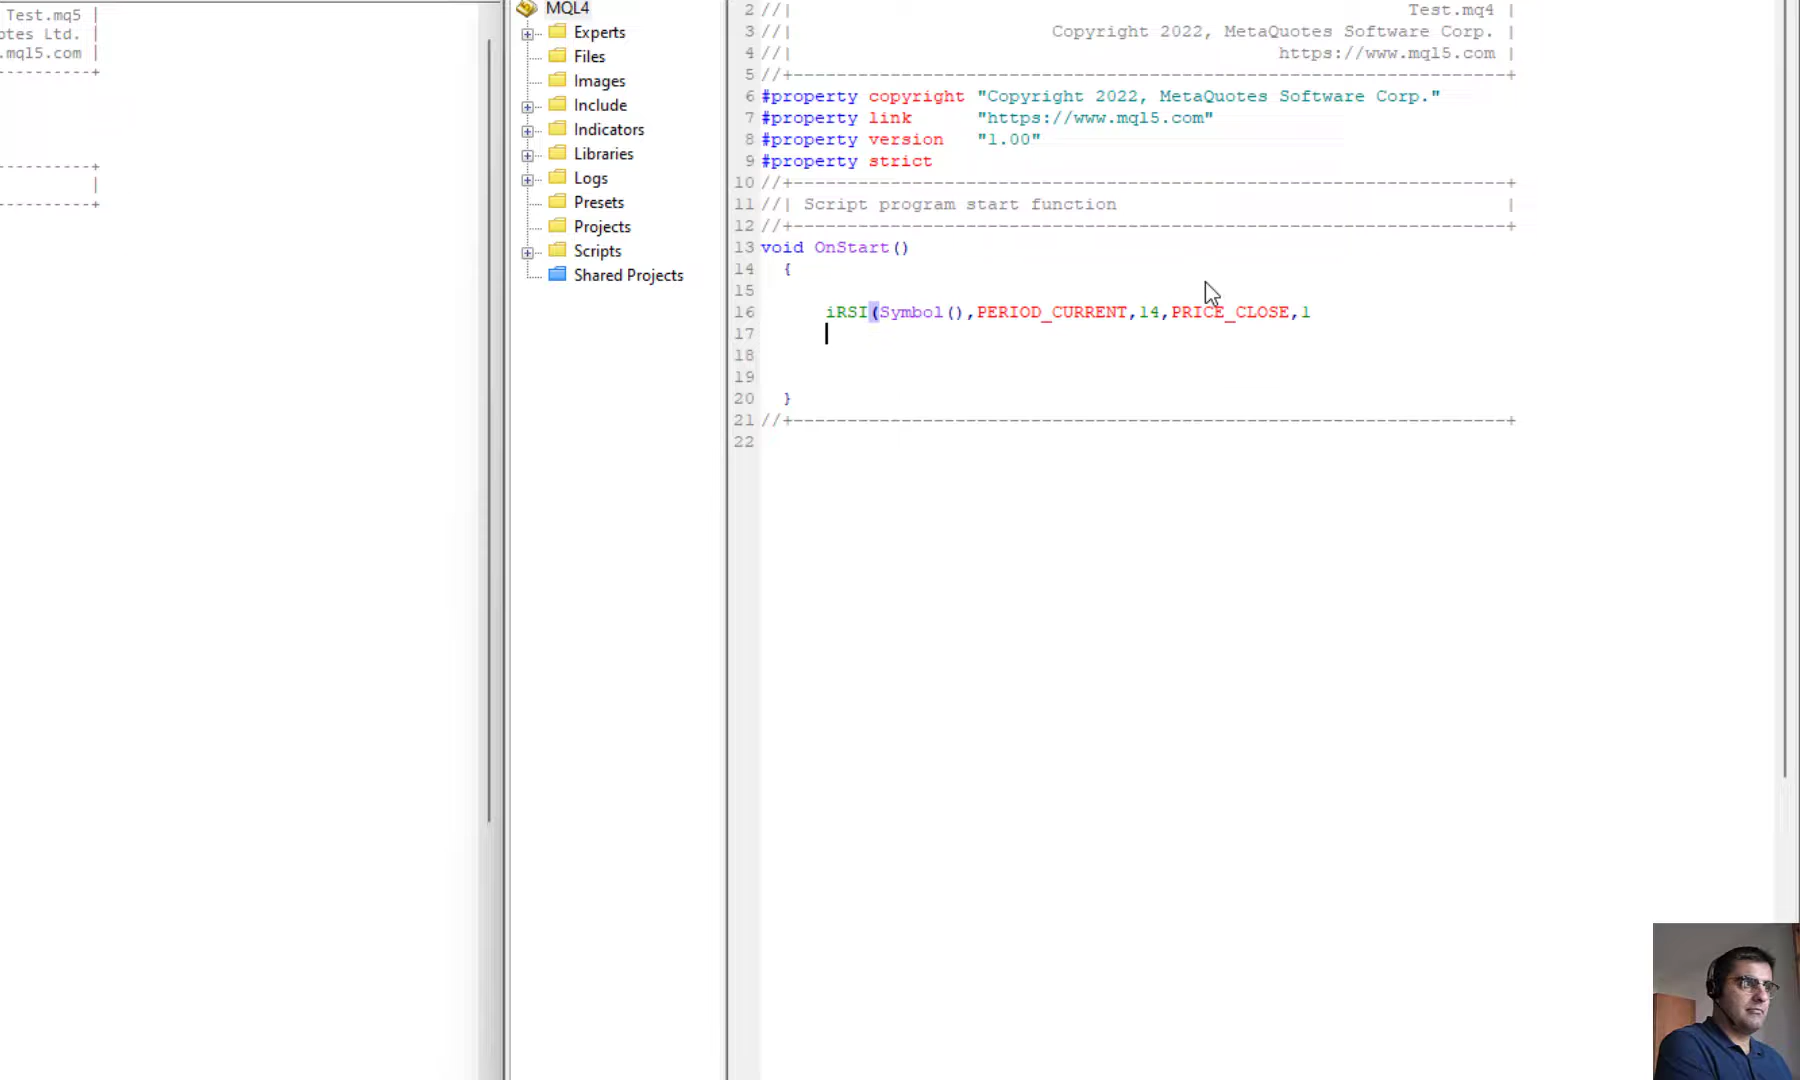 Test.mq5 |
otes Ltd. |
.mql5.com |
----------+
----------+
|
----------+
MQL4
Experts
Files
Images
Include
Indicators
Libraries
Logs
Presets
Projects
Scripts
Shared Projects
2 //| Test.mq4 |
3 //| Copyright 2022, MetaQuotes Software Corp. |
4 //| https://www.mql5.com |
5 //+------------------------------------------------------------------+
6 #property copyright "Copyright 2022, MetaQuotes Software Corp."
7 #property link "https://www.mql5.com"
8 #property version "1.00"
9 #property strict
10 //+------------------------------------------------------------------+
11 //| Script program start function |
12 //+------------------------------------------------------------------+
13 void OnStart()
14 {
15
16 iRSI(Symbol(),PERIOD_CURRENT,14,PRICE_CLOSE,1
17
18
19
20 }
21 //+------------------------------------------------------------------+
22